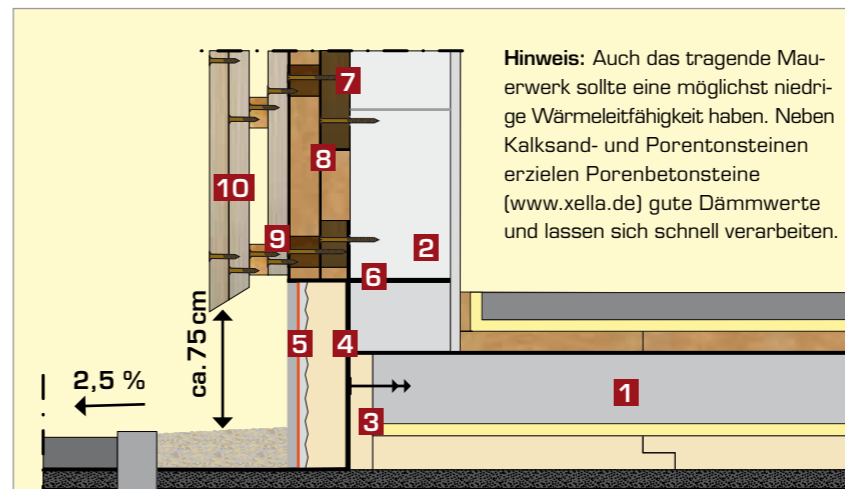 Hinweis: Auch das tragende Mau-
erwerk sollte eine möglichst niedri-
ge Wärmeleitfähigkeit haben. Neben
Kalksand- und Porentonsteinen
erzielen Porenbetonsteine
(www.xella.de) gute Dämmwerte
und lassen sich schnell verarbeiten.
7
8
10
9
2
6
5
4
ca. 75 cm
2,5 %
1
3